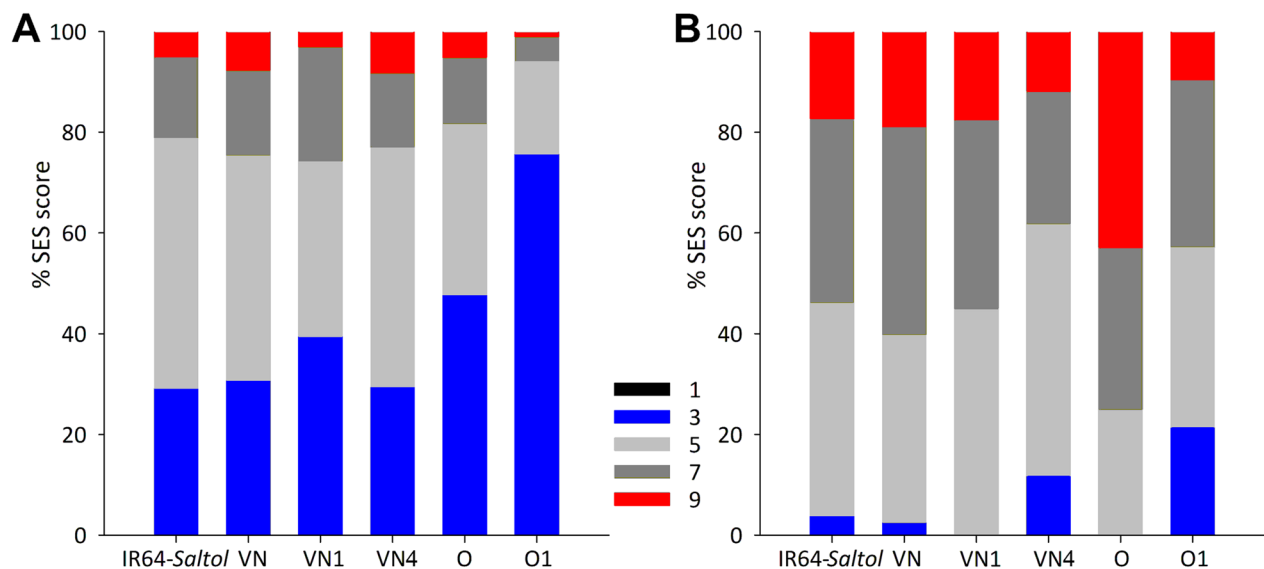 A
% SES score
100
80
60
40
20
0
IR64-Saltol VN VN1 VN4 O O1
1
3
5
7
9
B
% SES score
100
80
60
40
20
0
IR64-Saltol VN VN1 VN4 O O1